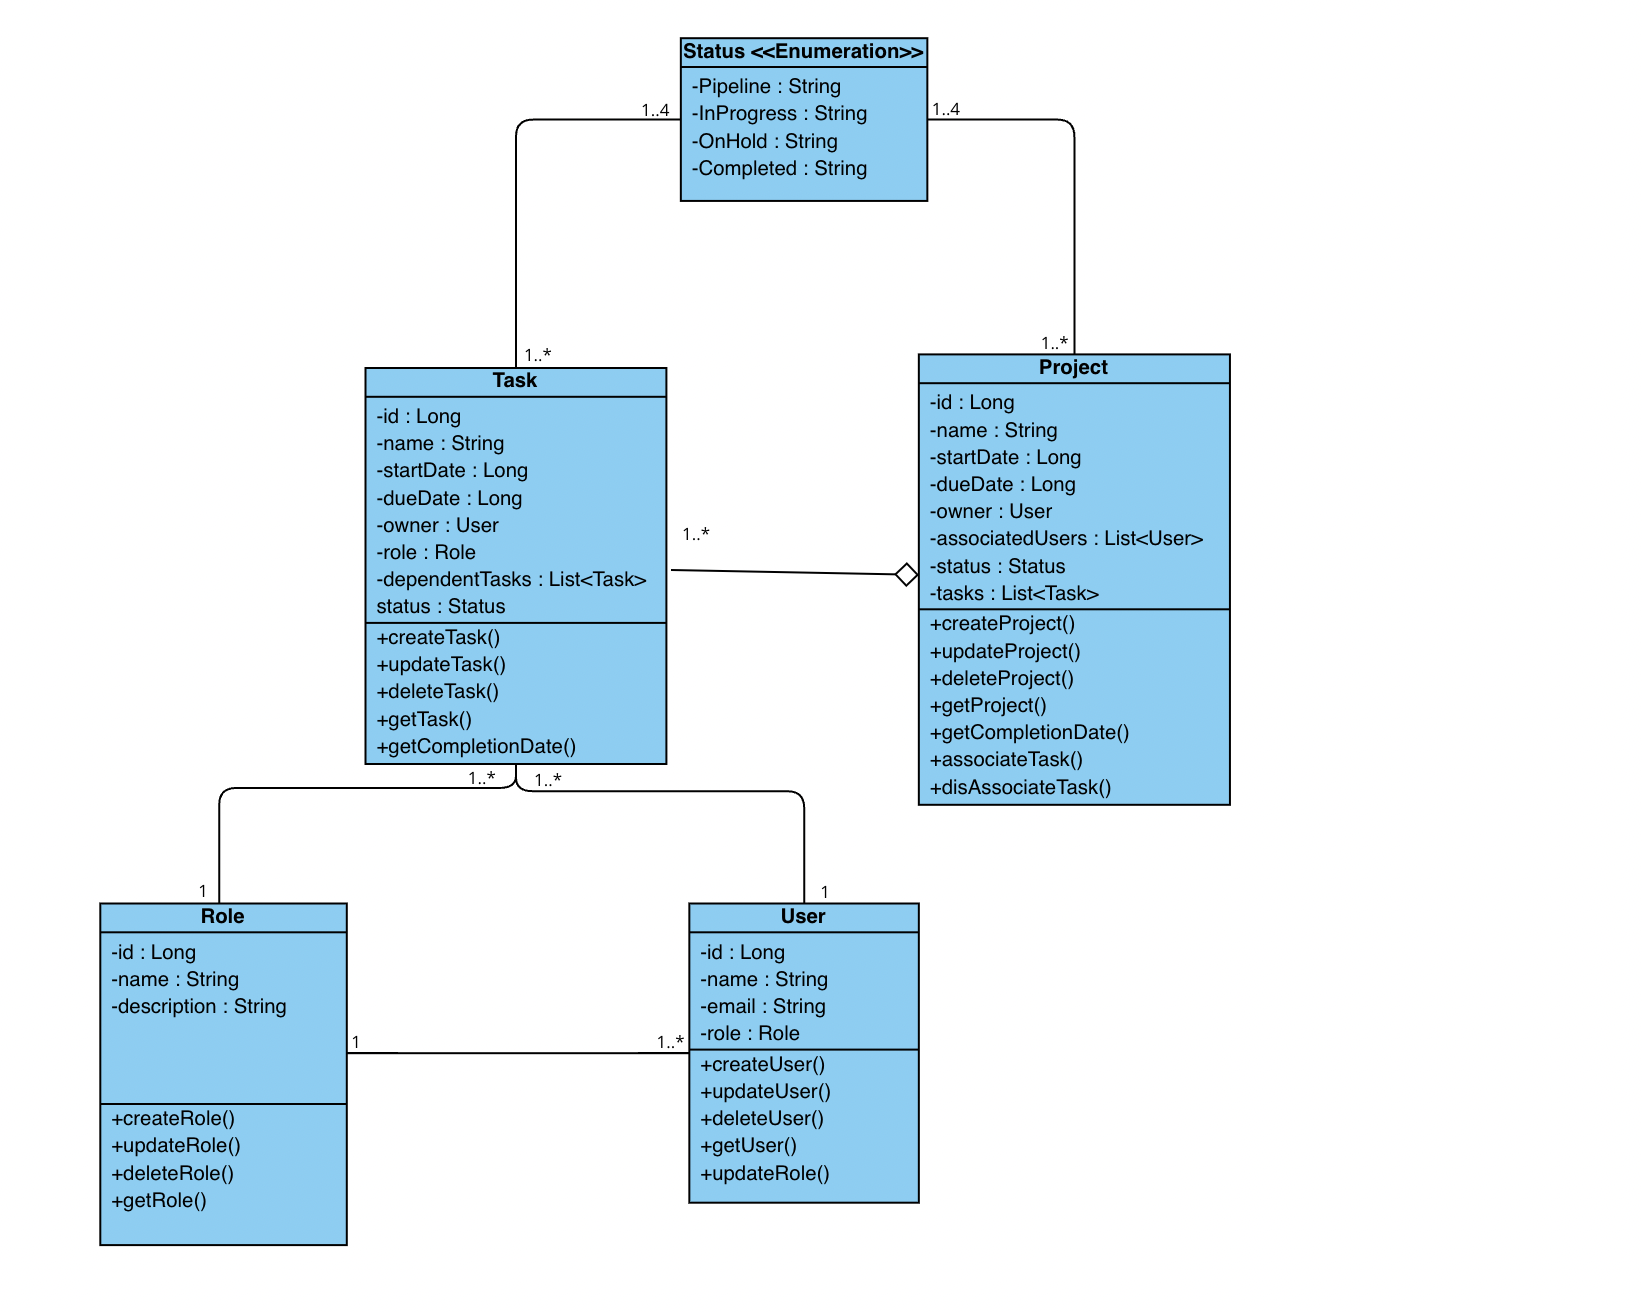 Status <<Enumeration>>
-Pipeline : String
-InProgress : String
-OnHold : String
-Completed : String
1..4
1..4
1..*
1..*
Task
-id : Long
-name : String
-startDate : Long
-dueDate : Long
-owner : User
-role : Role
-dependentTasks : List<Task>
status : Status
+createTask()
+updateTask()
+deleteTask()
+getTask()
+getCompletionDate()
1..*
Project
-id : Long
-name : String
-startDate : Long
-dueDate : Long
-owner : User
-associatedUsers : List<User>
-status : Status
-tasks : List<Task>
+createProject()
+updateProject()
+deleteProject()
+getProject()
+getCompletionDate()
+associateTask()
+disAssociateTask()
1..*
1..*
1
1
Role
-id : Long
-name : String
-description : String
+createRole()
+updateRole()
+deleteRole()
+getRole()
1
1..*
User
-id : Long
-name : String
-email : String
-role : Role
+createUser()
+updateUser()
+deleteUser()
+getUser()
+updateRole()